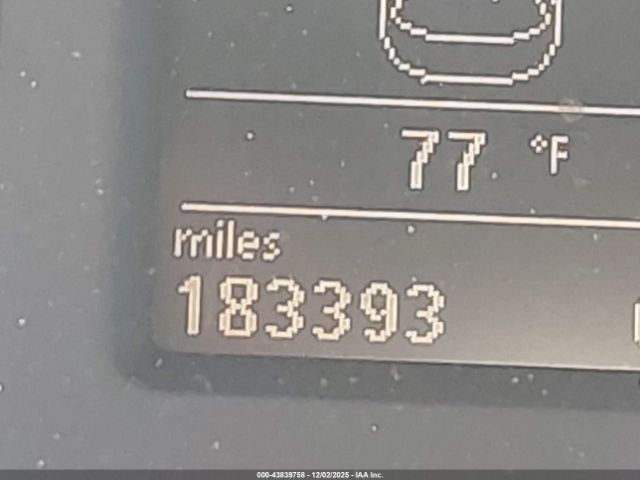 77 °F
miles
183393
000-43839758 - 12/02/2025 - IAA Inc.